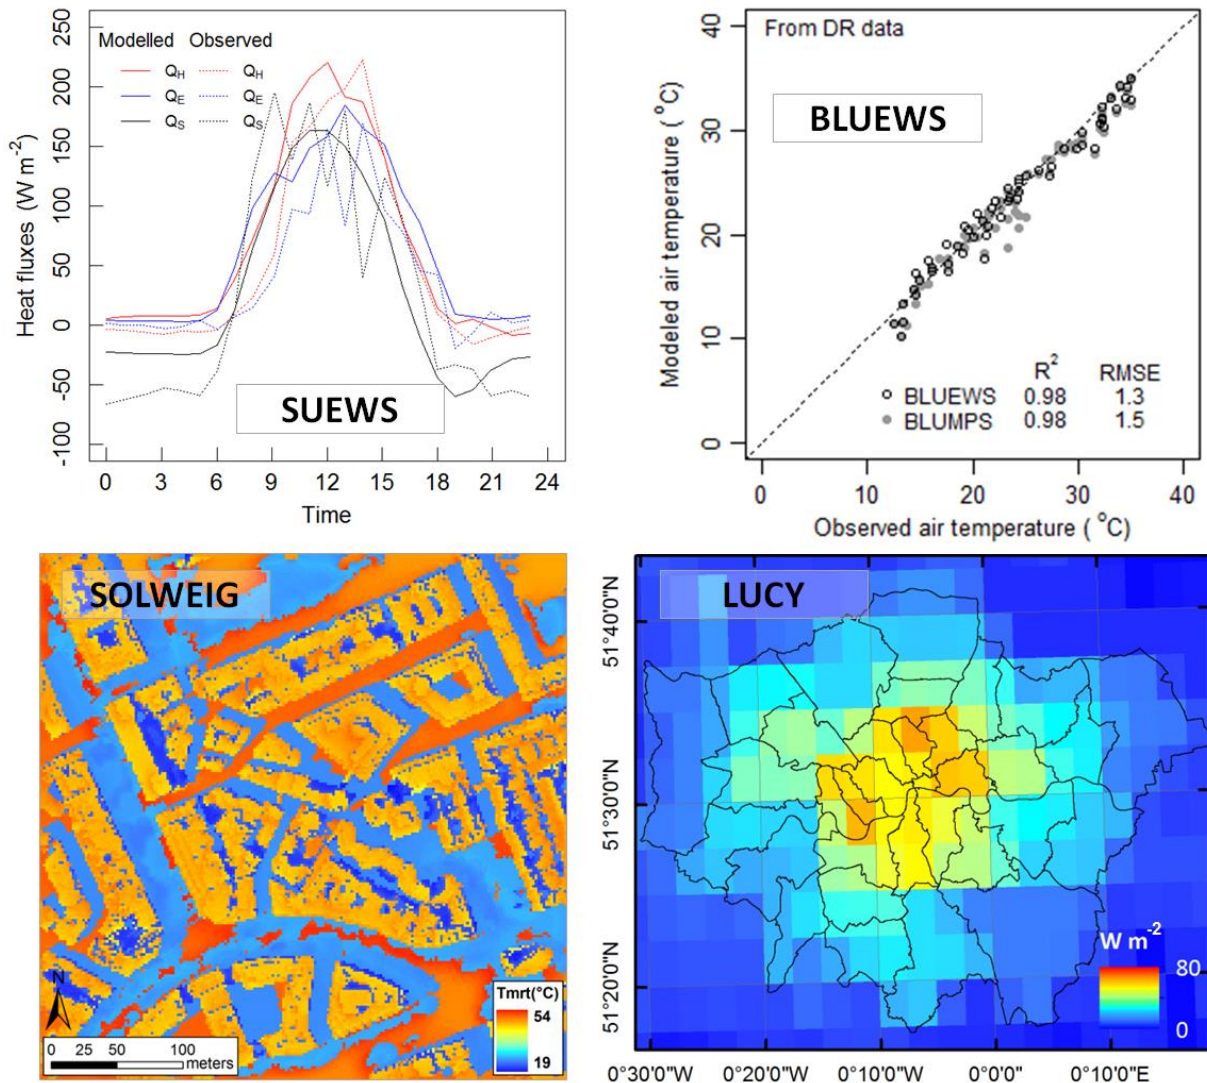 Modelled Observed
Q_H Q_H
Q_E Q_E
Q_S Q_S
SUEWS
Heat fluxes (W m⁻²)
250
200
150
100
50
0
-50
-100
0 3 6 9 12 15 18 21 24
Time
From DR data
BLUEWS
R² RMSE
BLUEWS 0.98 1.3
BLUMPS 0.98 1.5
Modeled air temperature ( °C)
40
30
20
10
0
0 10 20 30 40
Observed air temperature ( °C)
SOLWEIG
N
0 25 50 100
meters
Tmrt(°C)
54
19
LUCY
51°40'0"N
51°30'0"N
51°20'0"N
W m⁻²
80
0
0°30'0"W 0°20'0"W 0°10'0"W 0°0'0" 0°10'0"E